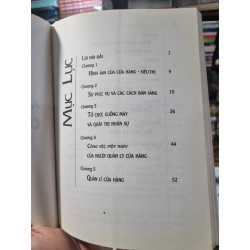 MỤC LỤC
LỜI NÓI ĐẦU 7
Chương 1
HÌNH ẢNH CỦA CỬA HÀNG - SIÊU THỊ 9
Chương 2
SỰ PHỤC VỤ VÀ CÁC CÁCH BÁN HÀNG 15
Chương 3
TỔ CHỨC GUỒNG MÁY
VÀ QUẢN TRỊ NHÂN SỰ 26
Chương 4
CÔNG VIỆC MỘT NGÀY
CỦA NGƯỜI QUẢN LÝ CỬA HÀNG 44
Chương 5
QUẢN LÍ CỬA HÀNG 52